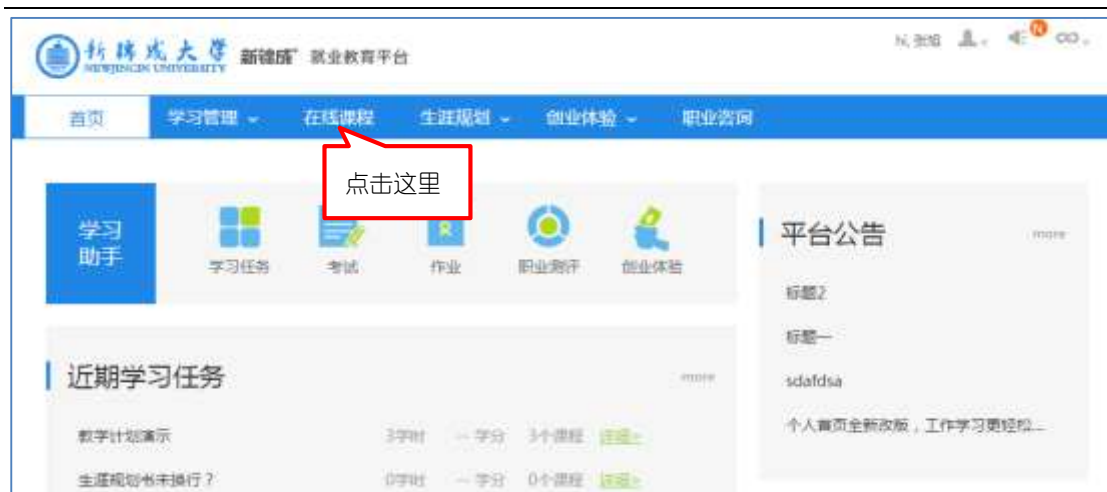 新锦成大学 新锦成 就业教育平台
NEWJINCIN UNIVERSITY
hi, 张旭
N
首页 学习管理 在线课程 生涯规划 创业体验 职业咨询
点击这里
学习
助手
学习任务 考试 作业 职业测评 创业体验
平台公告 more
标题2
标题一
sdafdsa
个人首页全新改版，工作学习更轻松...
近期学习任务 more
教学计划演示 3学时 -- 学分 3个课程 详细>
生涯规划书未换行？ 0学时 -- 学分 0个课程 详细>